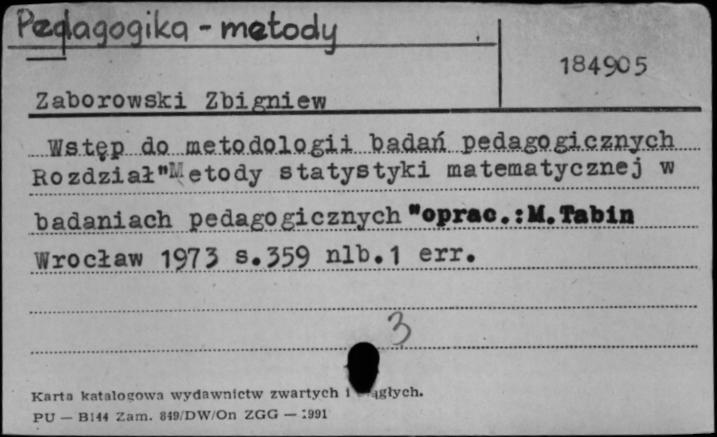 Pedagogika - metody
184905
Zaborowski Zbigniew
Wstęp do metodologii badań pedagogicznych
Rozdział"Metody statystyki matematycznej w
badaniach pedagogicznych "oprac.:M.Tabin
Wrocław 1973 s.359 nlb.1 err.
3
Karta katalogowa wydawnictw zwartych i ągłych.
PU — B144 Zam. 849/DW/On ZGG — 1991